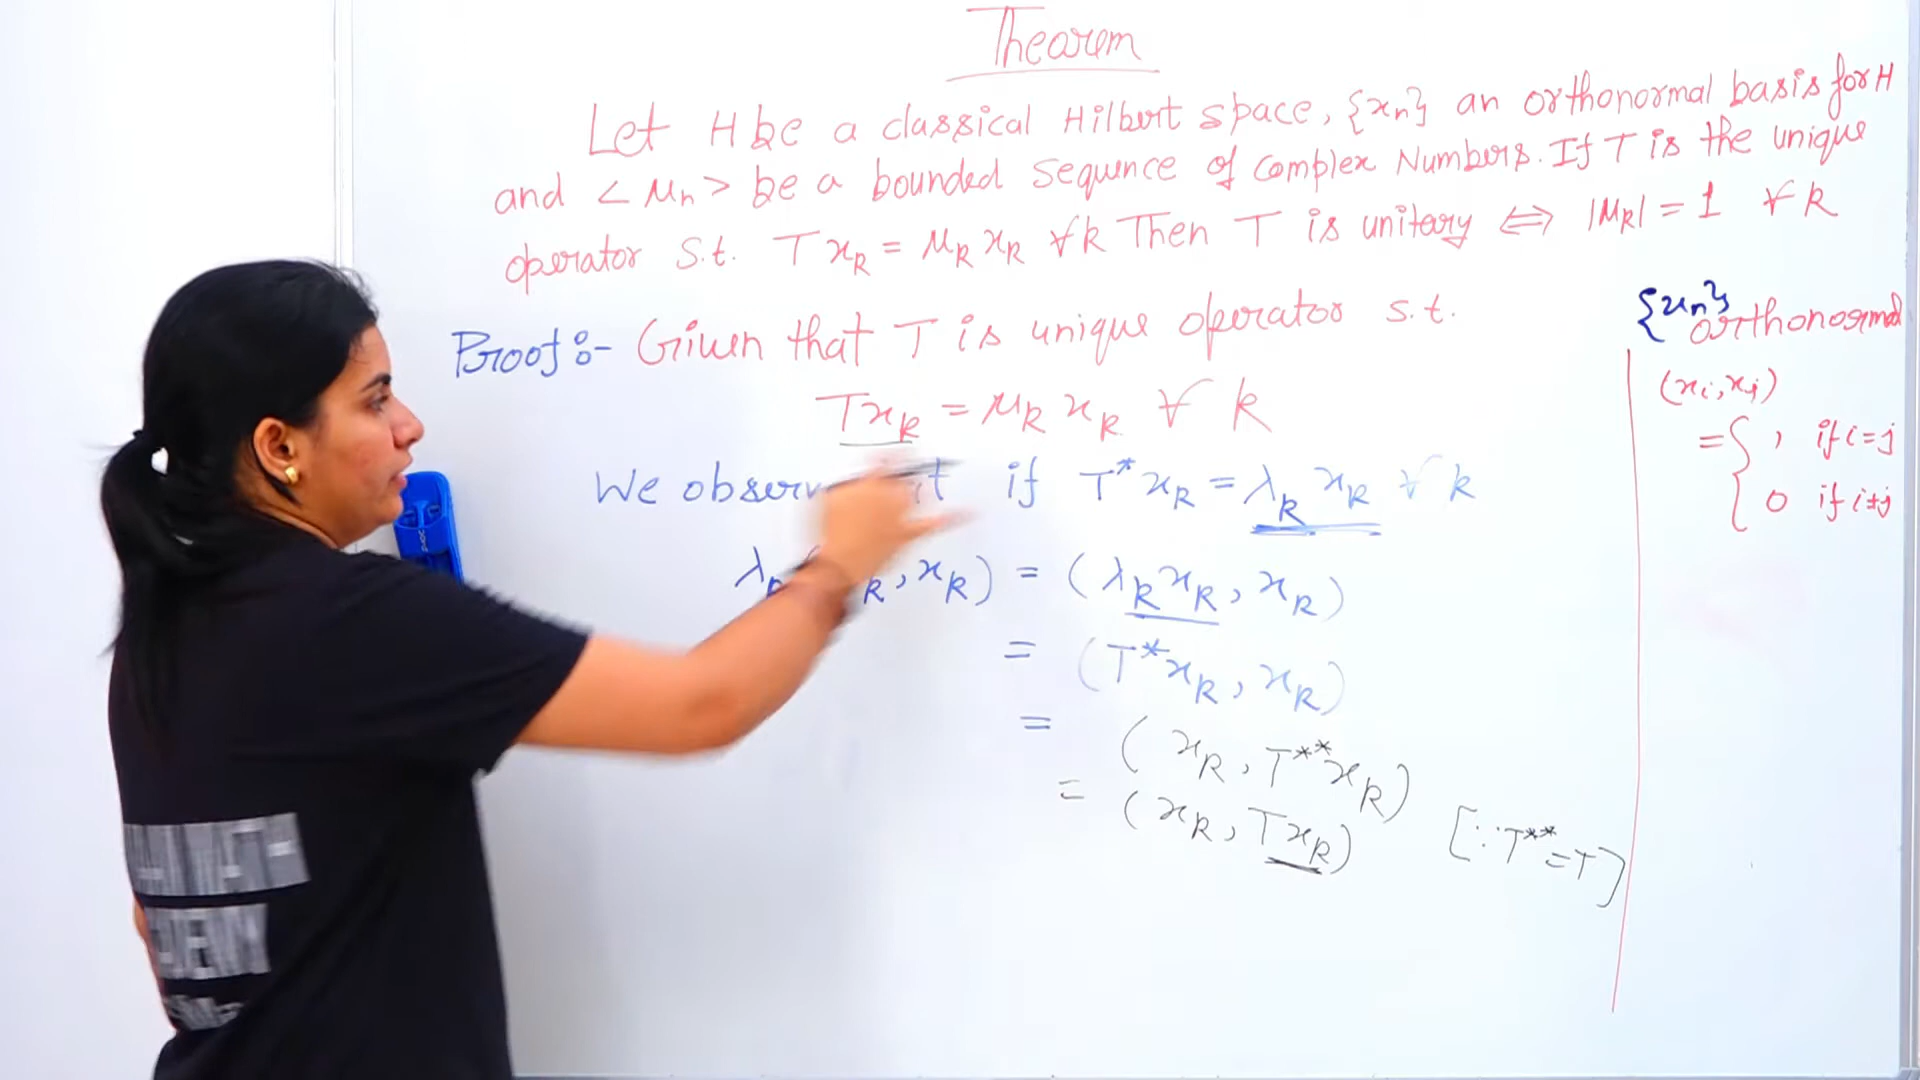 Theorem
Let H be a classical Hilbert space, {xn} an orthonormal basis for H
and < μn > be a bounded sequence of Complex Numbers. If T is the unique
operator s.t. T xk = μk xk ∀k Then T is unitary ⇔ |μk| = 1 ∀ k
Proof :- Given that T is unique operator s.t.
Txk = μk xk ∀ k
We if T* xk = λk xk ∀ k
xk) = (λk xk, xk)
= (T*xk, xk)
= (xk, T**xk)
= (xk, Txk) [∵ T** = T]
{xn} orthonormal
(xi, xj)
= { 1 if i=j
0 if i≠j